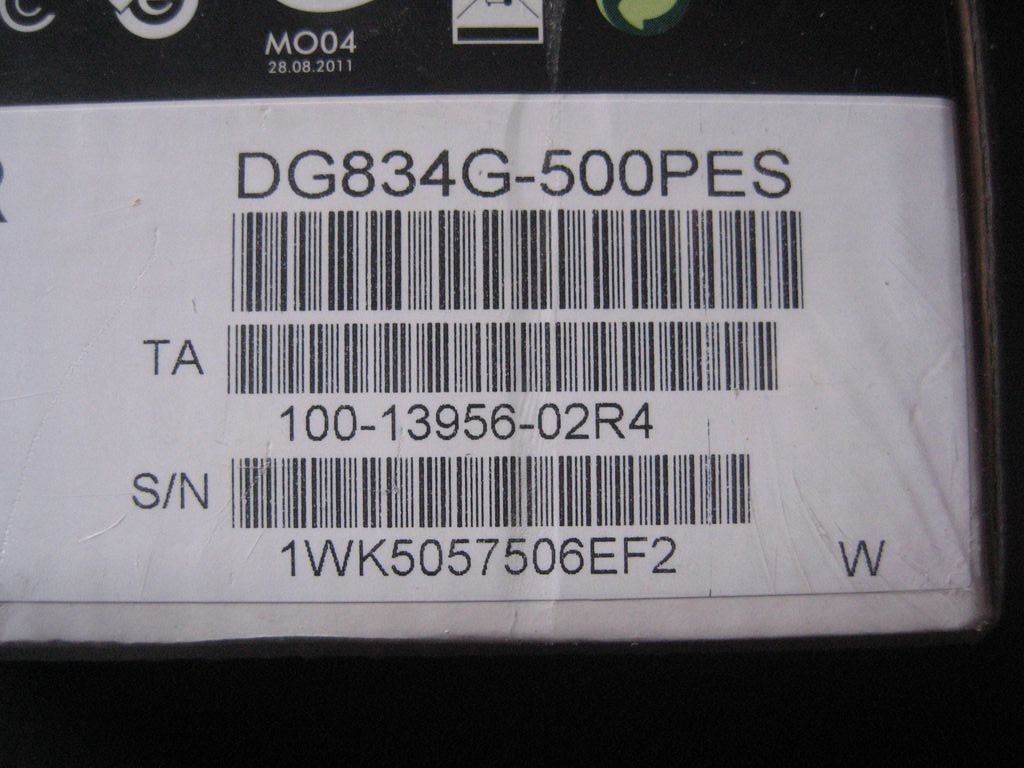 MO04
28.08.2011
DG834G-500PES
TA
100-13956-02R4
S/N
1WK5057506EF2
W